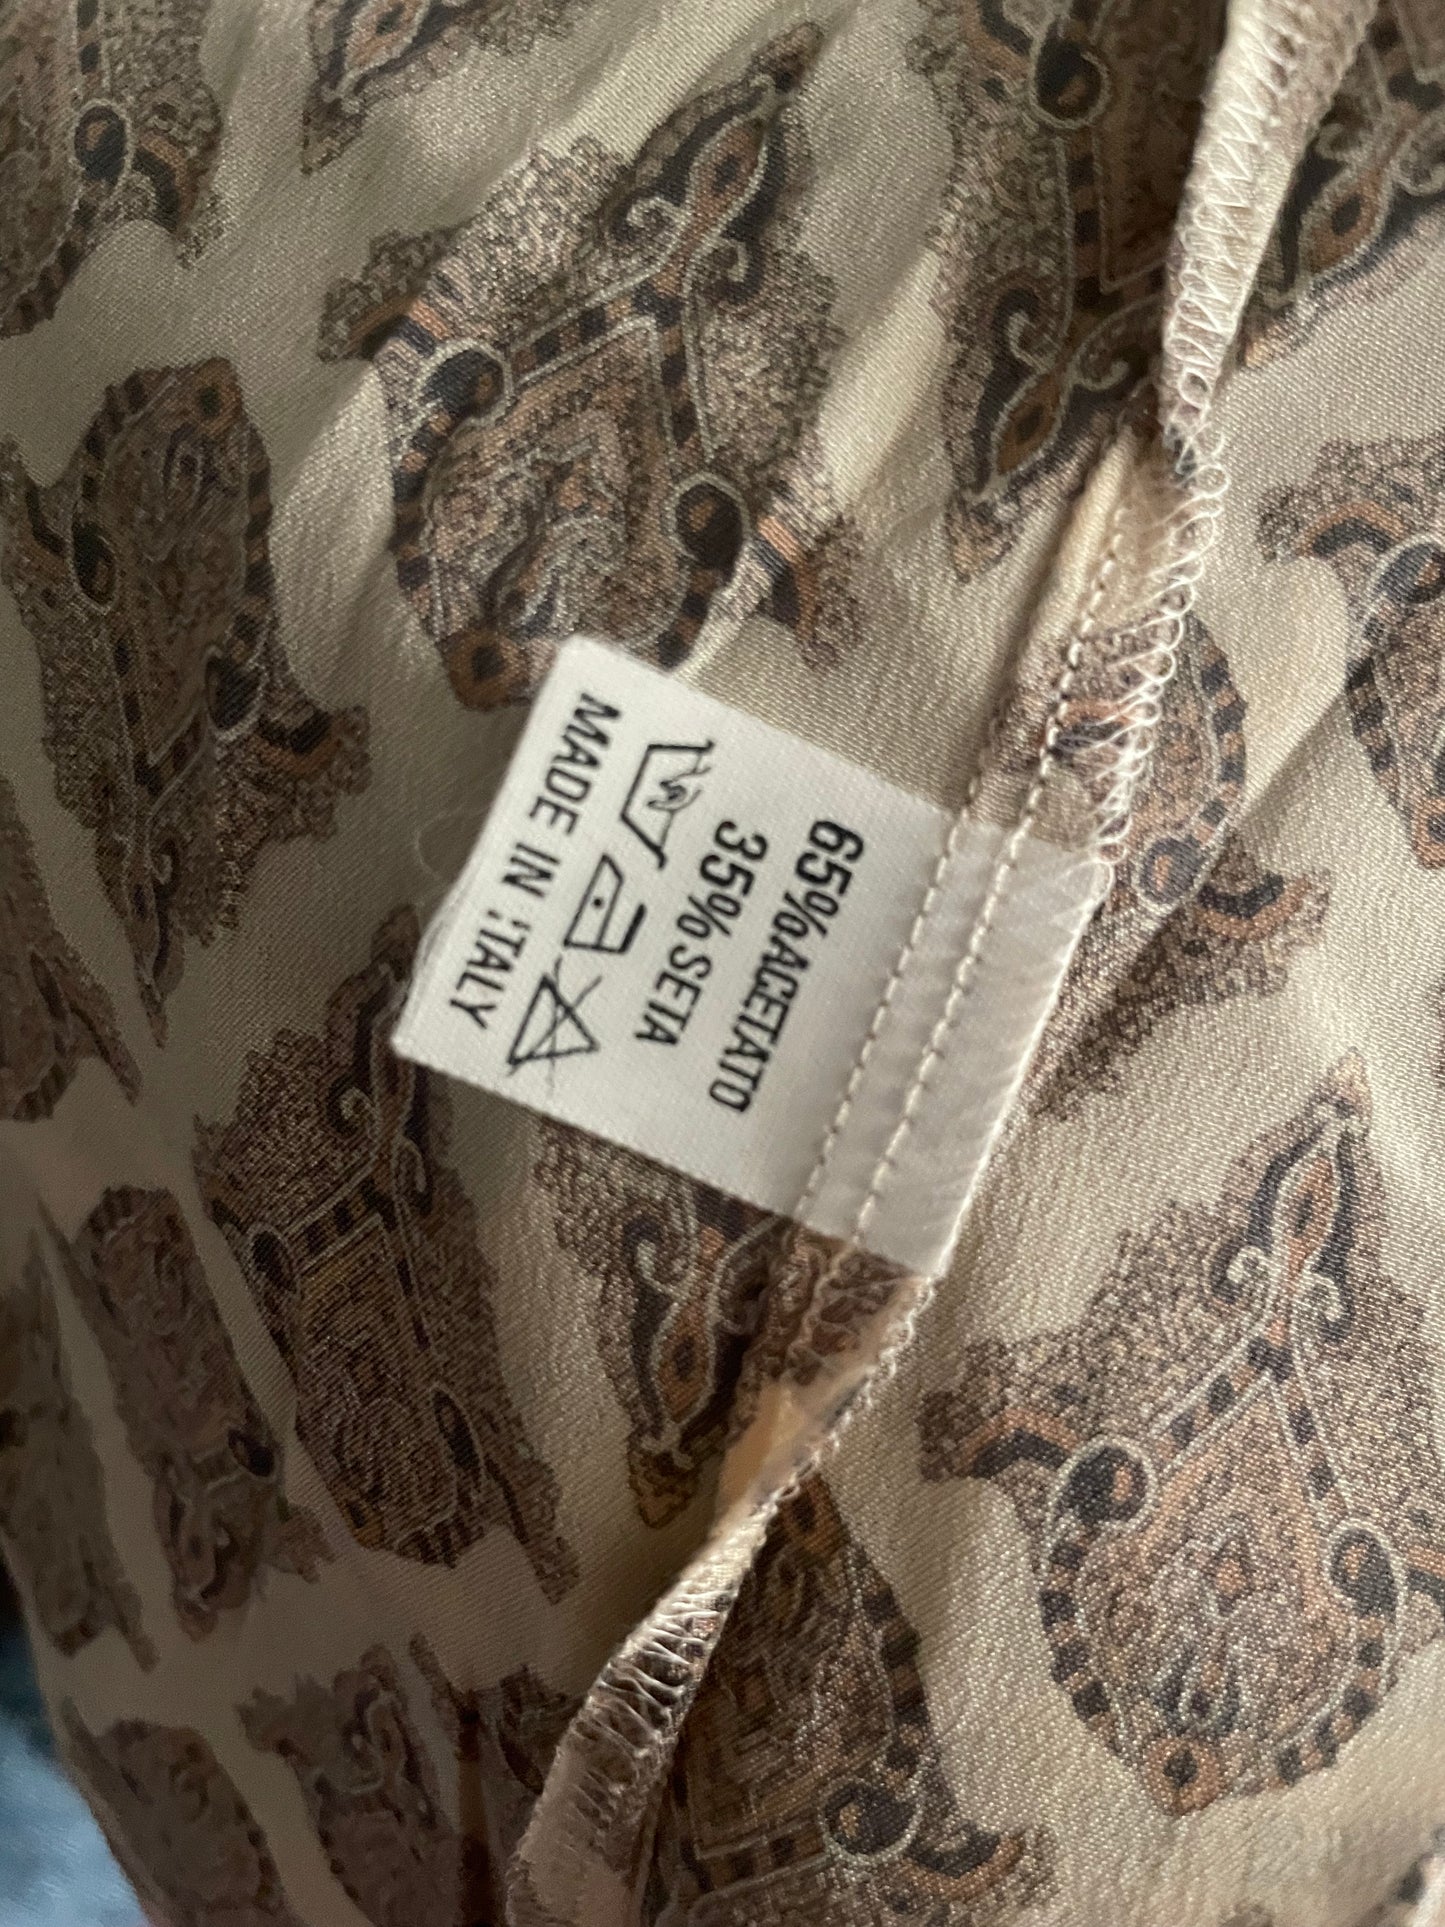 65% ACETATO
35% SETA
MADE IN ITALY